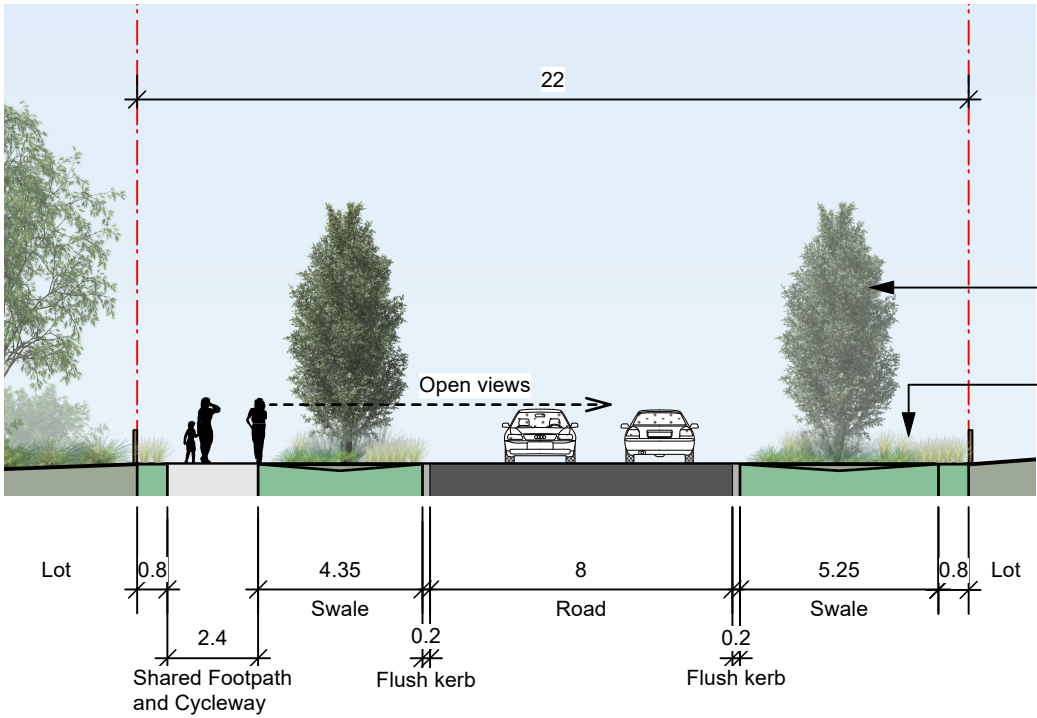 22
Open views
Lot
0.8
4.35
8
5.25
0.8
Lot
Swale
Road
Swale
2.4
0.2
0.2
Shared Footpath
and Cycleway
Flush kerb
Flush kerb